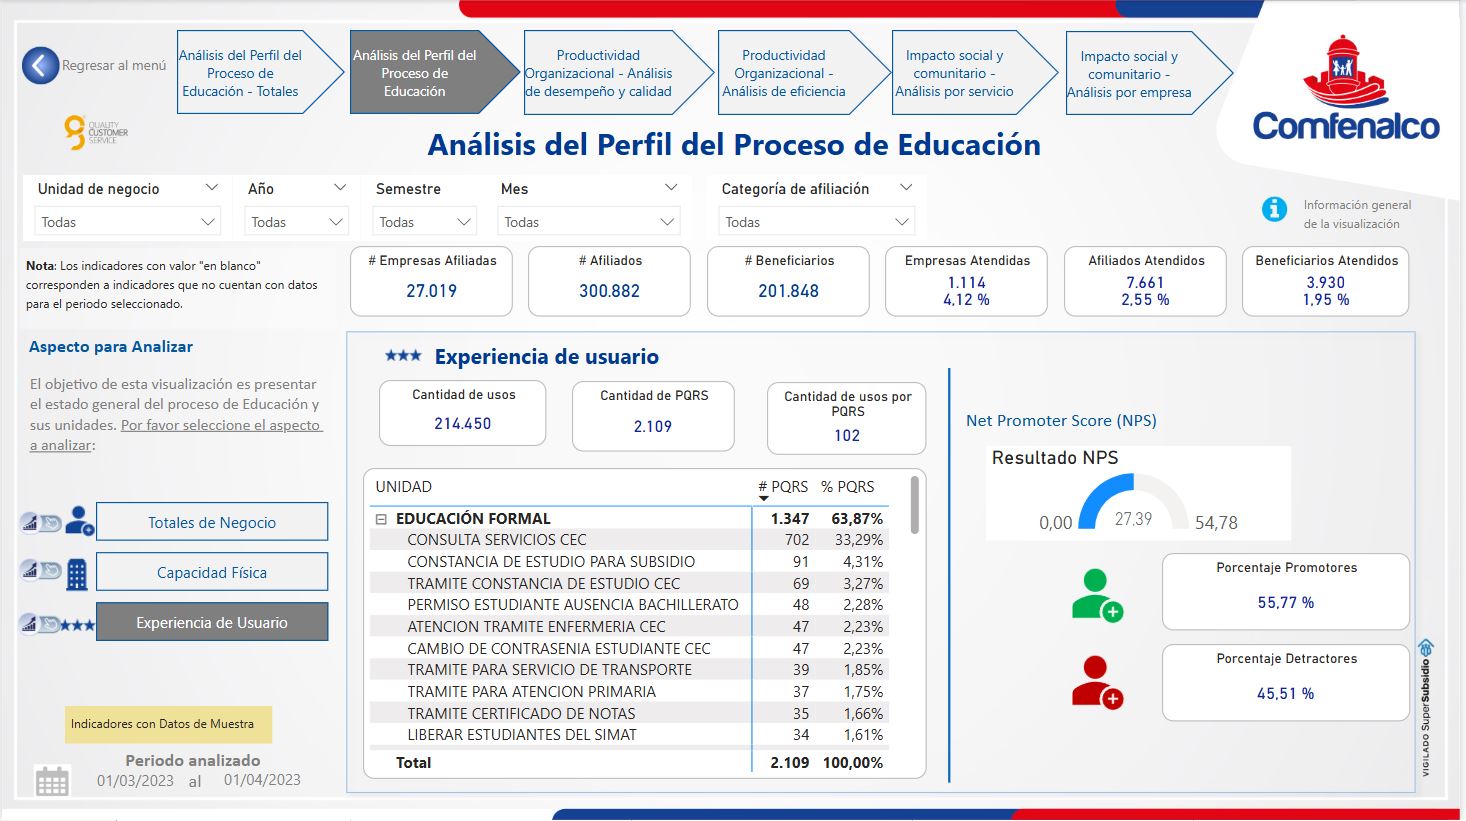 Regresar al menú
Análisis del Perfil del
Proceso de
Educación - Totales
Análisis del Perfil del
Proceso de
Educación
Productividad
Organizacional - Análisis
de desempeño y calidad
Productividad
Organizacional -
Análisis de eficiencia
Impacto social y
comunitario -
Análisis por servicio
Impacto social y
comunitario -
Análisis por empresa
Comfenalco
QUALITY
CUSTOMER
SERVICE
Análisis del Perfil del Proceso de Educación
Unidad de negocio
Todas
Año
Todas
Semestre
Todas
Mes
Todas
Categoría de afiliación
Todas
Información general
de la visualización
Nota: Los indicadores con valor "en blanco"
corresponden a indicadores que no cuentan con datos
para el periodo seleccionado.
# Empresas Afiliadas
27.019
# Afiliados
300.882
# Beneficiarios
201.848
Empresas Atendidas
1.114
4,12 %
Afiliados Atendidos
7.661
2,55 %
Beneficiarios Atendidos
3.930
1,95 %
Aspecto para Analizar
El objetivo de esta visualización es presentar
el estado general del proceso de Educación y
sus unidades. Por favor seleccione el aspecto
a analizar:
Totales de Negocio
Capacidad Física
Experiencia de Usuario
Indicadores con Datos de Muestra
Periodo analizado
01/03/2023 al 01/04/2023
Experiencia de usuario
Cantidad de usos
214.450
Cantidad de PQRS
2.109
Cantidad de usos por
PQRS
102
UNIDAD # PQRS % PQRS
EDUCACIÓN FORMAL 1.347 63,87%
CONSULTA SERVICIOS CEC 702 33,29%
CONSTANCIA DE ESTUDIO PARA SUBSIDIO 91 4,31%
TRAMITE CONSTANCIA DE ESTUDIO CEC 69 3,27%
PERMISO ESTUDIANTE AUSENCIA BACHILLERATO 48 2,28%
ATENCION TRAMITE ENFERMERIA CEC 47 2,23%
CAMBIO DE CONTRASENIA ESTUDIANTE CEC 47 2,23%
TRAMITE PARA SERVICIO DE TRANSPORTE 39 1,85%
TRAMITE PARA ATENCION PRIMARIA 37 1,75%
TRAMITE CERTIFICADO DE NOTAS 35 1,66%
LIBERAR ESTUDIANTES DEL SIMAT 34 1,61%
Total 2.109 100,00%
Net Promoter Score (NPS)
Resultado NPS
0,00 27,39 54,78
Porcentaje Promotores
55,77 %
Porcentaje Detractores
45,51 %
VIGILADO SuperSubsidio